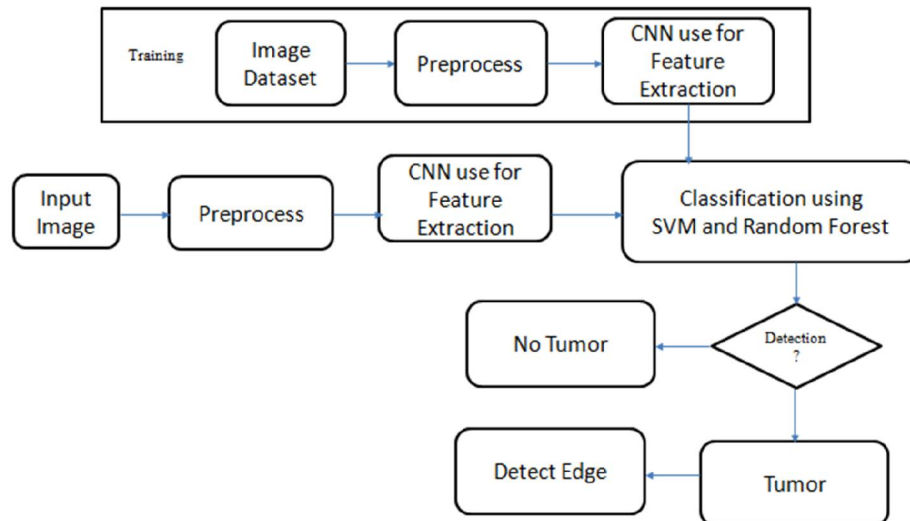 Training
Image
Dataset
Preprocess
CNN use for
Feature
Extraction
Input
Image
Preprocess
CNN use for
Feature
Extraction
Classification using
SVM and Random Forest
Detection
?
No Tumor
Tumor
Detect Edge